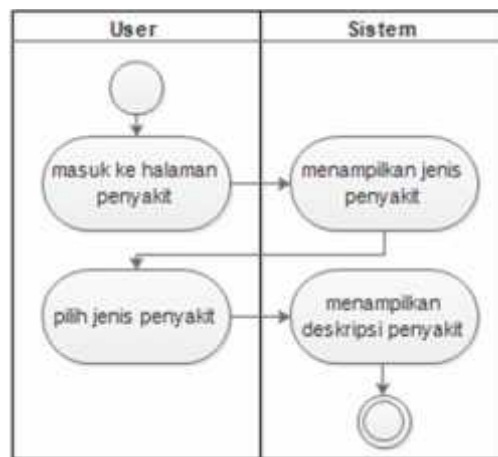 User
Sistem
masuk ke halaman
penyakit
menampilkan jenis
penyakit
pilih jenis penyakit
menampilkan
deskripsi penyakit